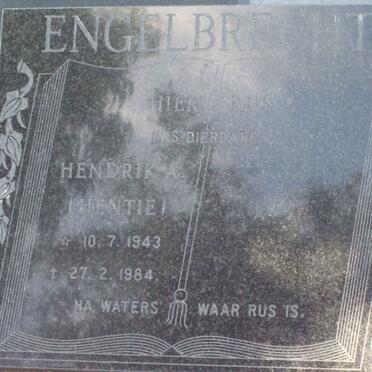 ENGELBRECHT
HIER RUS
ONS DIERBARE
HENDRIK A.
(HENTIE)
☆ 10.7.1943
† 27.2.1984.
NA WATERS WAAR RUS IS.